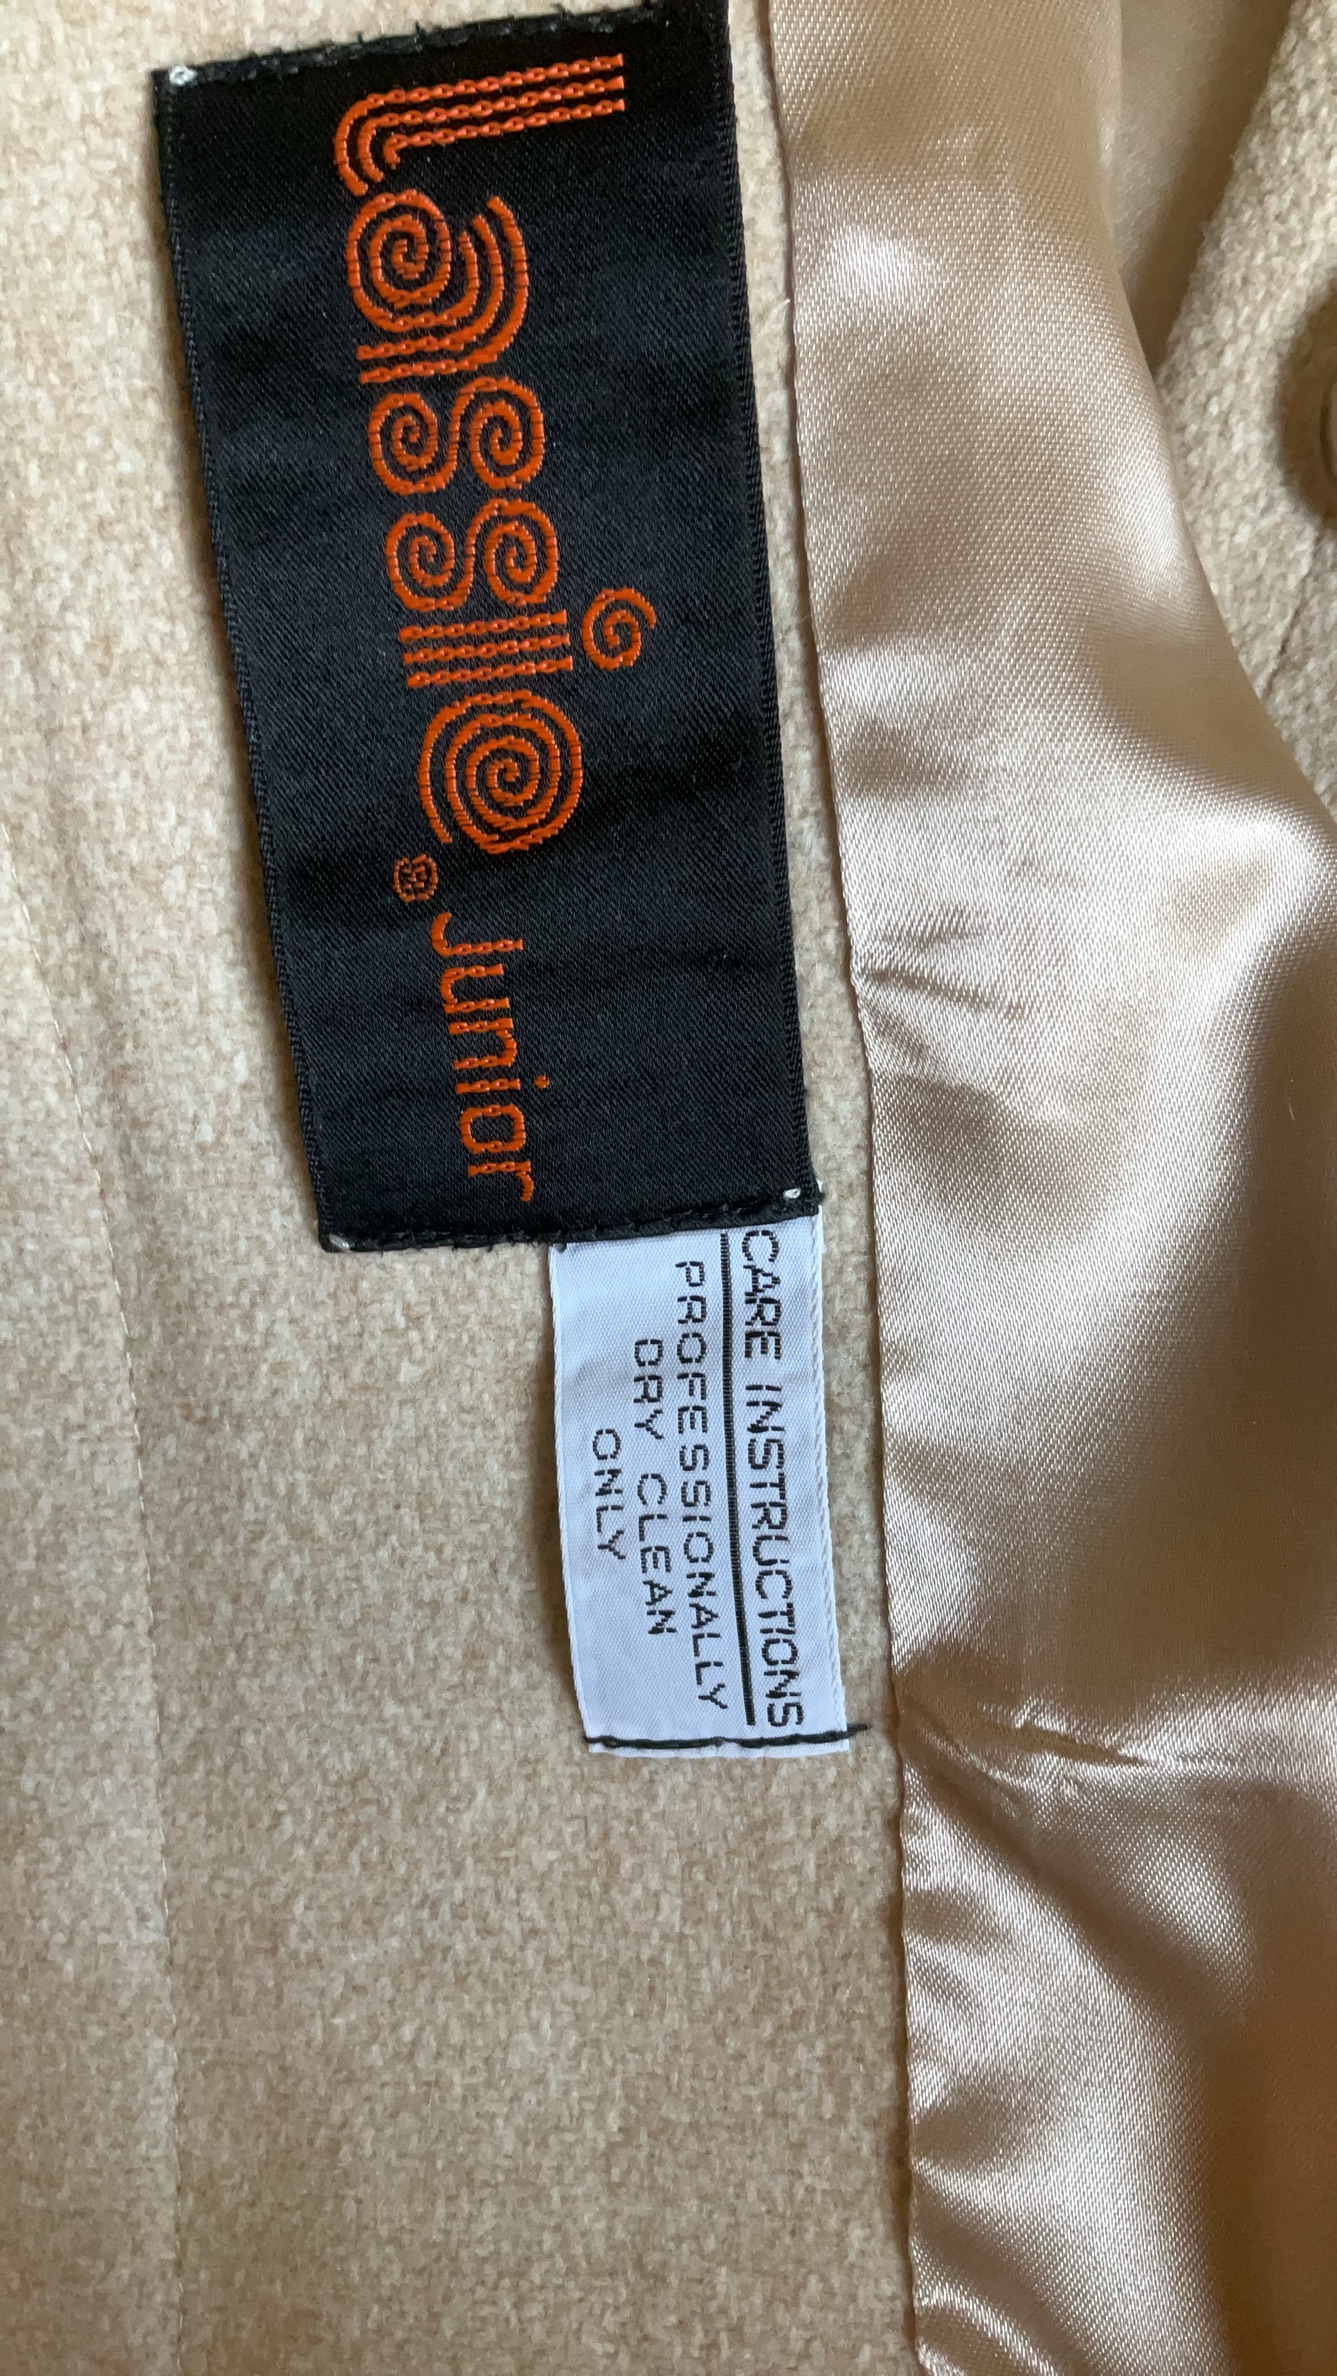 Lassie® Junior
CARE INSTRUCTIONS
PROFESSIONALLY
DRY CLEAN
ONLY